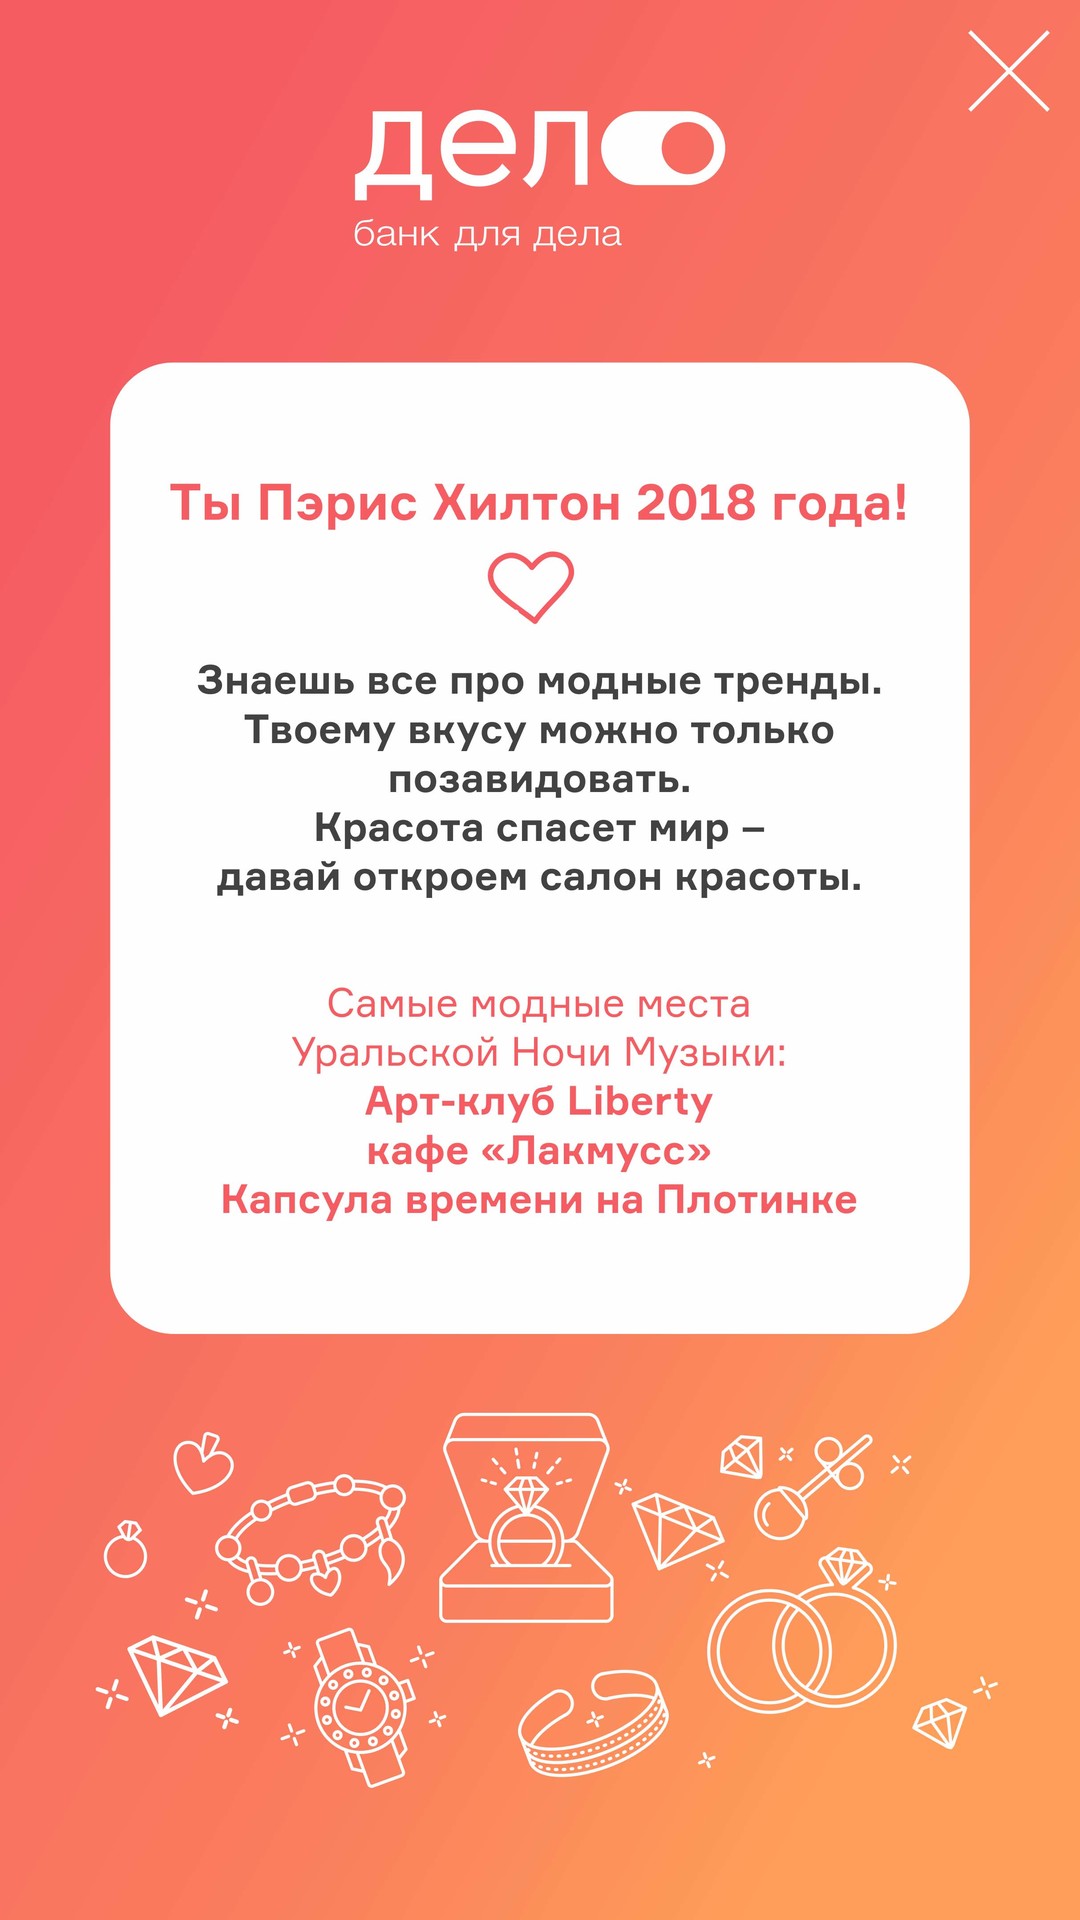 дело
банк для дела
Ты Пэрис Хилтон 2018 года!
Знаешь все про модные тренды.
Твоему вкусу можно только
позавидовать.
Красота спасет мир –
давай откроем салон красоты.
Самые модные места
Уральской Ночи Музыки:
Арт-клуб Liberty
кафе «Лакмусс»
Капсула времени на Плотинке